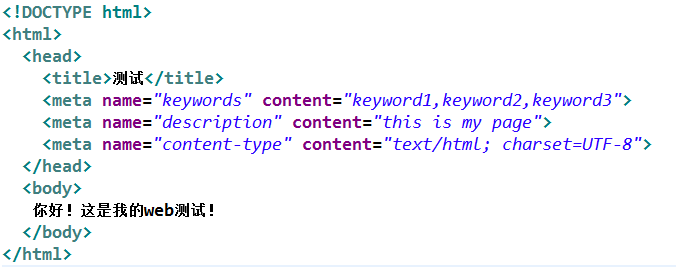 <!DOCTYPE html>
<html>
  <head>
    <title>测试</title>
    <meta name="keywords" content="keyword1,keyword2,keyword3">
    <meta name="description" content="this is my page">
    <meta name="content-type" content="text/html; charset=UTF-8">
  </head>
  <body>
   你好！这是我的web测试！
  </body>
</html>